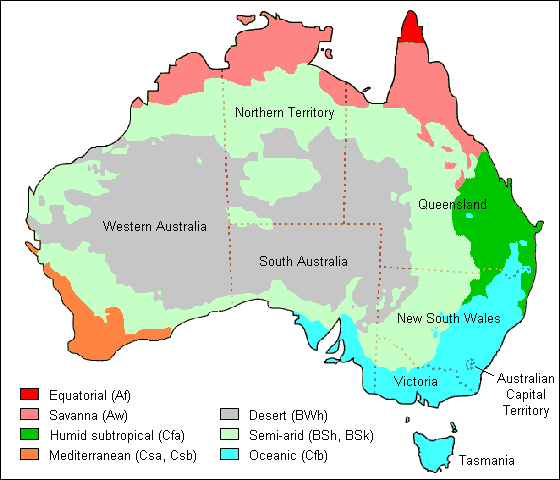 Northern Territory
Queensland
Western Australia
South Australia
New South Wales
Victoria
Australian
Capital
Territory
Tasmania
Equatorial (Af)
Savanna (Aw)
Humid subtropical (Cfa)
Mediterranean (Csa, Csb)
Desert (BWh)
Semi-arid (BSh, BSk)
Oceanic (Cfb)